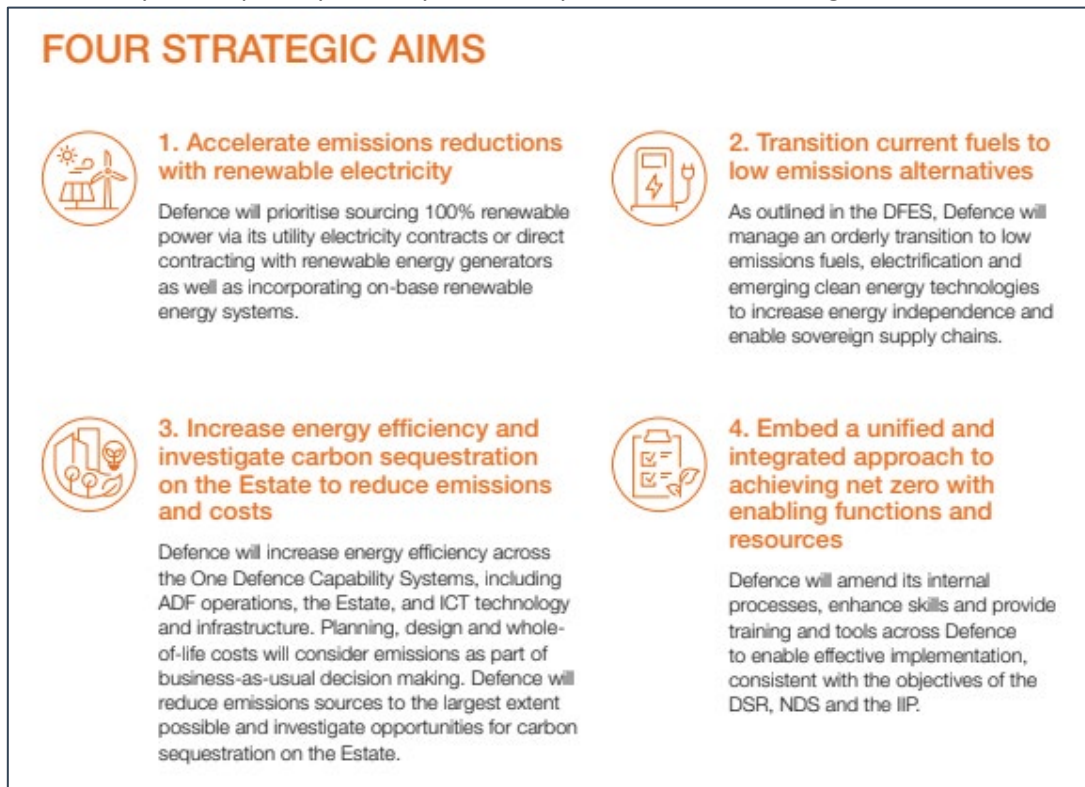 FOUR STRATEGIC AIMS
1. Accelerate emissions reductions
with renewable electricity
Defence will prioritise sourcing 100% renewable
power via its utility electricity contracts or direct
contracting with renewable energy generators
as well as incorporating on-base renewable
energy systems.
2. Transition current fuels to
low emissions alternatives
As outlined in the DFES, Defence will
manage an orderly transition to low
emissions fuels, electrification and
emerging clean energy technologies
to increase energy independence and
enable sovereign supply chains.
3. Increase energy efficiency and
investigate carbon sequestration
on the Estate to reduce emissions
and costs
Defence will increase energy efficiency across
the One Defence Capability Systems, including
ADF operations, the Estate, and ICT technology
and infrastructure. Planning, design and whole-
of-life costs will consider emissions as part of
business-as-usual decision making. Defence will
reduce emissions sources to the largest extent
possible and investigate opportunities for carbon
sequestration on the Estate.
4. Embed a unified and
integrated approach to
achieving net zero with
enabling functions and
resources
Defence will amend its internal
processes, enhance skills and provide
training and tools across Defence
to enable effective implementation,
consistent with the objectives of the
DSR, NDS and the IIP.